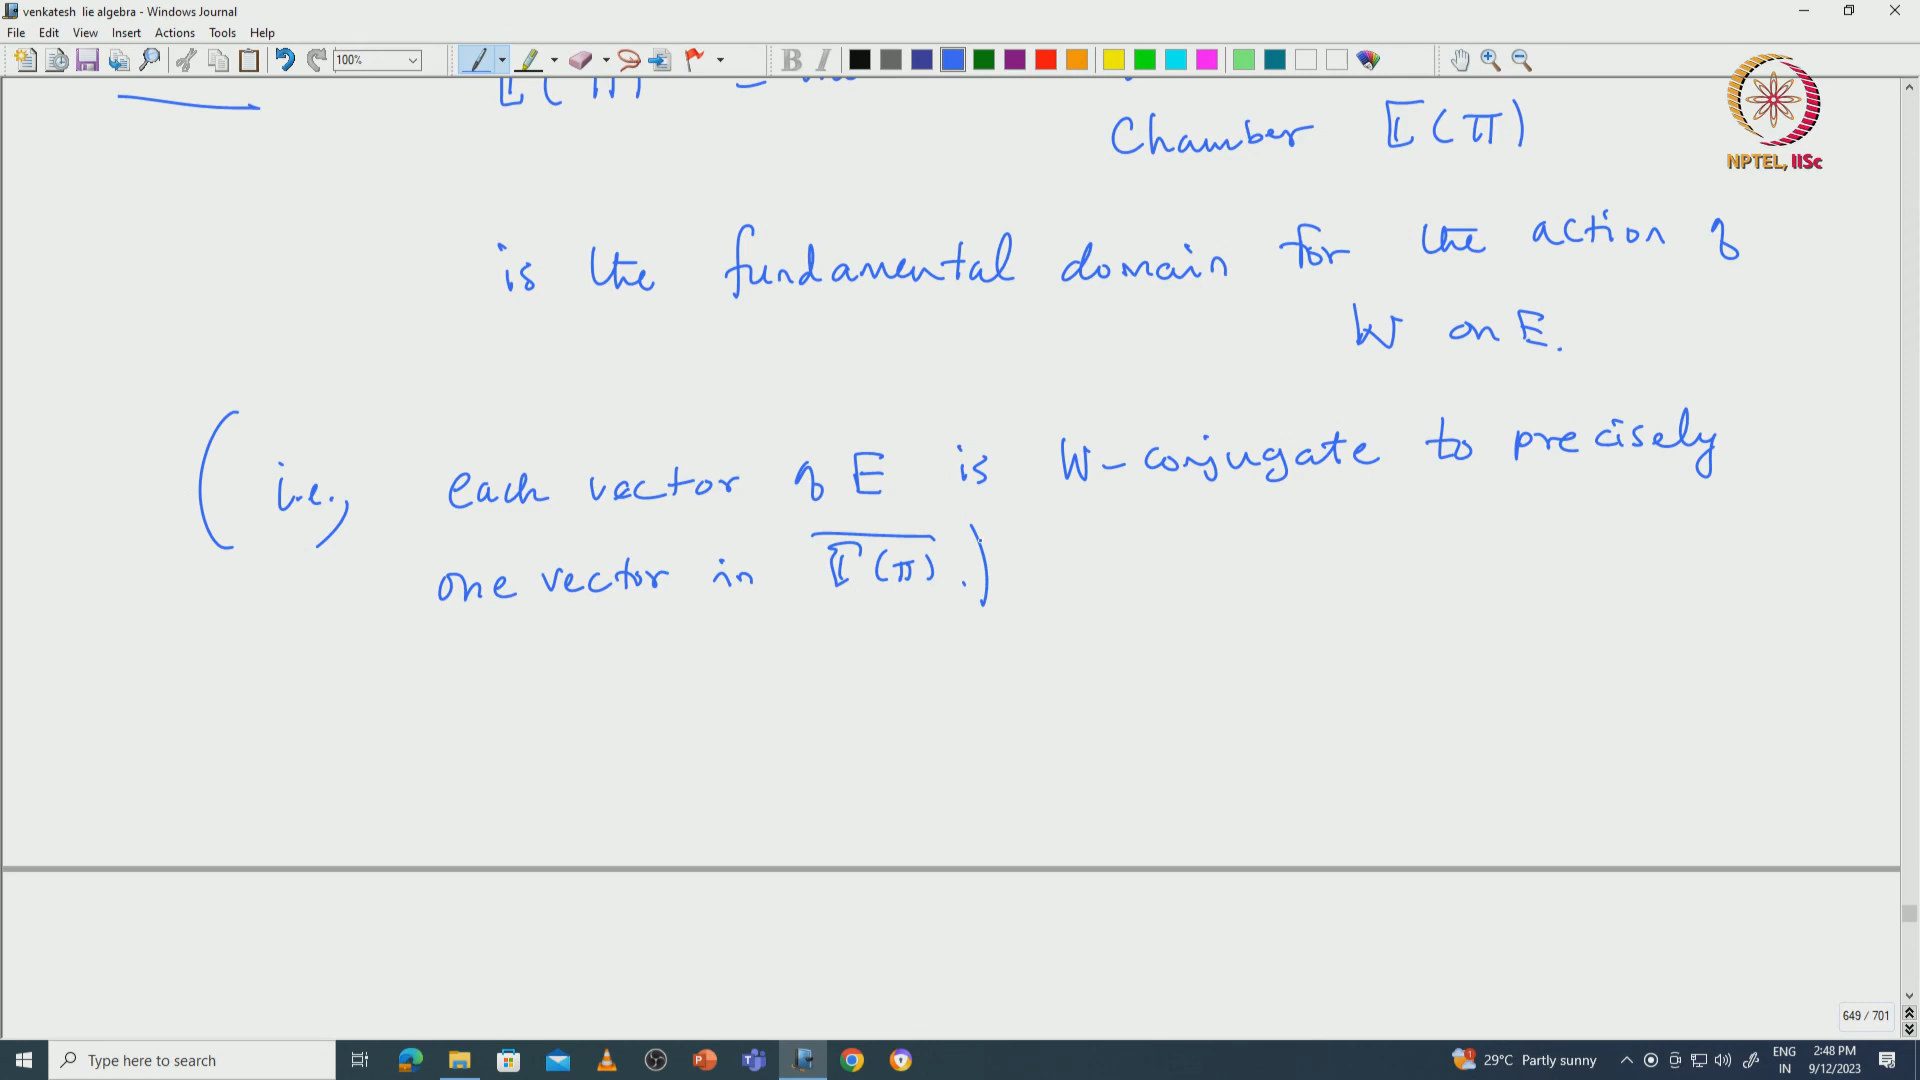 venkatesh lie algebra - Windows Journal
File Edit View Insert Actions Tools Help
100%
NPTEL, IISc
Chamber ℂ(π)
is the fundamental domain for the action of
W on E.
( i.e., each vector of E is W-conjugate to precisely
one vector in \overline{ℂ(π)}.)
649 / 701
Type here to search
29°C Partly sunny
ENG
IN
2:48 PM
9/12/2023